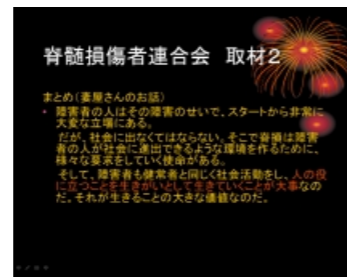 脊髄損傷者連合会　取材2
まとめ(妻屋さんのお話)
• 障害者の人はその障害のせいで、スタートから非常に
大変な立場にある。
だが、社会に出なくてはならない。そこで脊損は障害
者の人が社会に進出できるような環境を作るために、
様々な要求をしていく使命がある。
そして、障害者も健常者と同じく社会活動をし、人の役
に立つことを生きがいとして生きていくことが大事なの
だ。それが生きることの大きな価値なのだ。